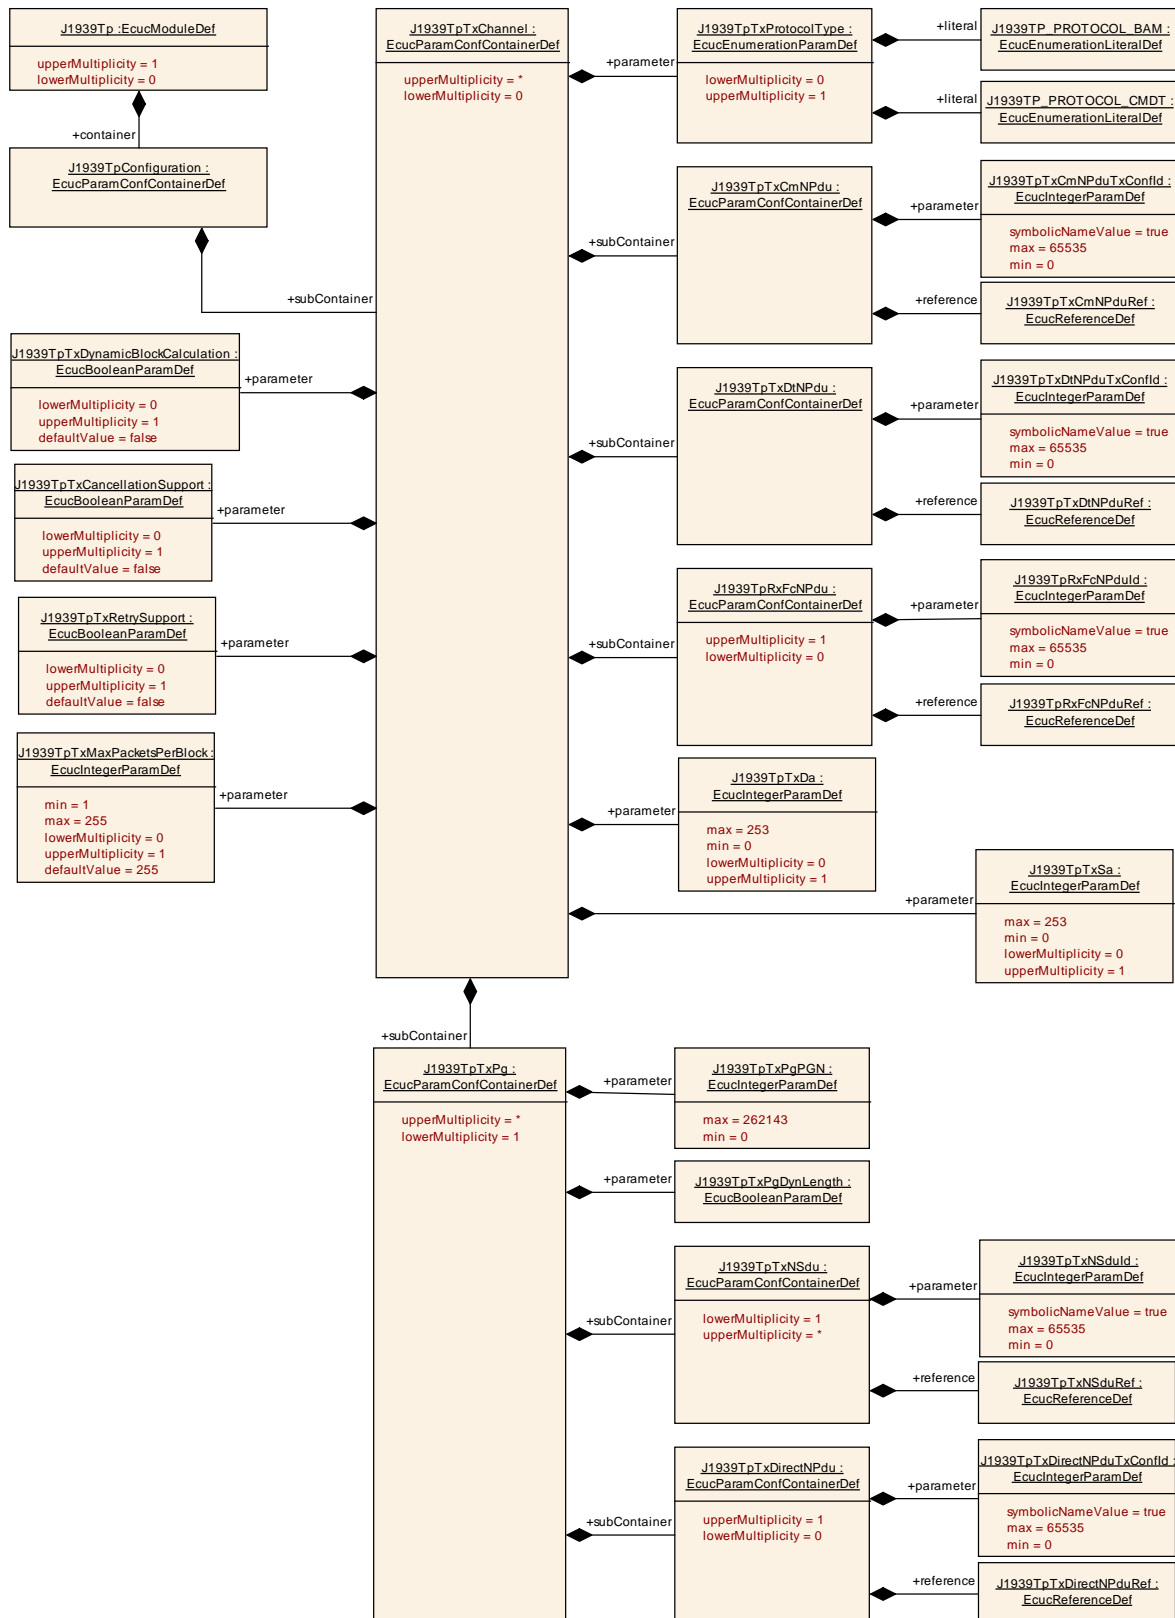 J1939Tp :EcucModuleDef
upperMultiplicity = 1
lowerMultiplicity = 0
+container
J1939TpConfiguration :
EcucParamConfContainerDef
+subContainer
J1939TpTxDynamicBlockCalculation :
EcucBooleanParamDef
lowerMultiplicity = 0
upperMultiplicity = 1
defaultValue = false
+parameter
J1939TpTxCancellationSupport :
EcucBooleanParamDef
lowerMultiplicity = 0
upperMultiplicity = 1
defaultValue = false
+parameter
J1939TpTxRetrySupport :
EcucBooleanParamDef
lowerMultiplicity = 0
upperMultiplicity = 1
defaultValue = false
+parameter
J1939TpTxMaxPacketsPerBlock :
EcucIntegerParamDef
min = 1
max = 255
lowerMultiplicity = 0
upperMultiplicity = 1
defaultValue = 255
+parameter
J1939TpTxChannel :
EcucParamConfContainerDef
upperMultiplicity = *
lowerMultiplicity = 0
+parameter
J1939TpTxProtocolType :
EcucEnumerationParamDef
lowerMultiplicity = 0
upperMultiplicity = 1
+literal
J1939TP_PROTOCOL_BAM :
EcucEnumerationLiteralDef
+literal
J1939TP_PROTOCOL_CMDT :
EcucEnumerationLiteralDef
+subContainer
J1939TpTxCmNPdu :
EcucParamConfContainerDef
+parameter
J1939TpTxCmNPduTxConfId :
EcucIntegerParamDef
symbolicNameValue = true
max = 65535
min = 0
+reference
J1939TpTxCmNPduRef :
EcucReferenceDef
+subContainer
J1939TpTxDtNPdu :
EcucParamConfContainerDef
+parameter
J1939TpTxDtNPduTxConfId :
EcucIntegerParamDef
symbolicNameValue = true
max = 65535
min = 0
+reference
J1939TpTxDtNPduRef :
EcucReferenceDef
+subContainer
J1939TpRxFcNPdu :
EcucParamConfContainerDef
upperMultiplicity = 1
lowerMultiplicity = 0
+parameter
J1939TpRxFcNPduId :
EcucIntegerParamDef
symbolicNameValue = true
max = 65535
min = 0
+reference
J1939TpRxFcNPduRef :
EcucReferenceDef
+parameter
J1939TpTxDa :
EcucIntegerParamDef
max = 253
min = 0
lowerMultiplicity = 0
upperMultiplicity = 1
+parameter
J1939TpTxSa :
EcucIntegerParamDef
max = 253
min = 0
lowerMultiplicity = 0
upperMultiplicity = 1
+subContainer
J1939TpTxPg :
EcucParamConfContainerDef
upperMultiplicity = *
lowerMultiplicity = 1
+parameter
J1939TpTxPgPGN :
EcucIntegerParamDef
max = 262143
min = 0
+parameter
J1939TpTxPgDynLength :
EcucBooleanParamDef
+subContainer
J1939TpTxNSdu :
EcucParamConfContainerDef
lowerMultiplicity = 1
upperMultiplicity = *
+parameter
J1939TpTxNSduId :
EcucIntegerParamDef
symbolicNameValue = true
max = 65535
min = 0
+reference
J1939TpTxNSduRef :
EcucReferenceDef
+subContainer
J1939TpTxDirectNPdu :
EcucParamConfContainerDef
upperMultiplicity = 1
lowerMultiplicity = 0
+parameter
J1939TpTxDirectNPduTxConfId :
EcucIntegerParamDef
symbolicNameValue = true
max = 65535
min = 0
+reference
J1939TpTxDirectNPduRef :
EcucReferenceDef